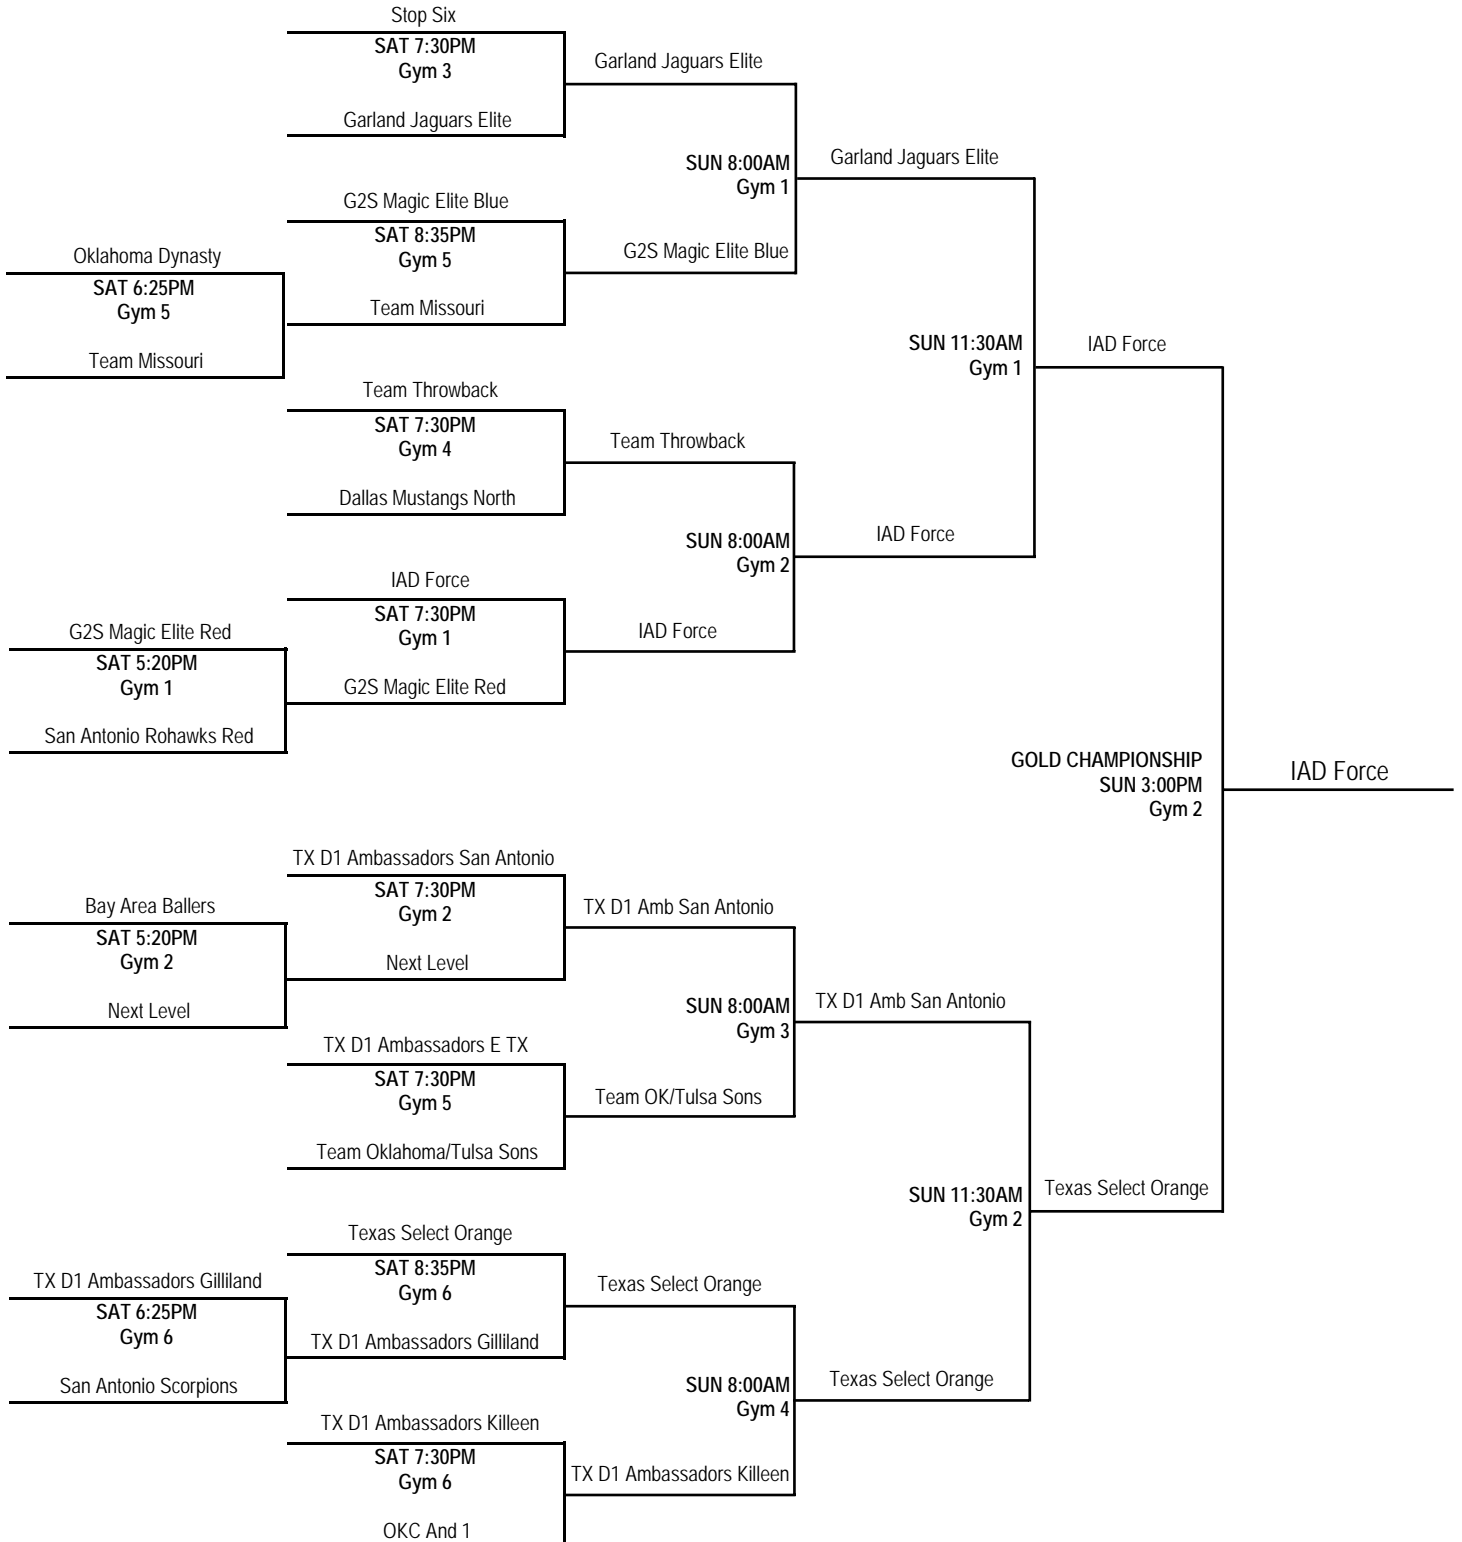 Stop Six
SAT 7:30PM
Gym 3
Garland Jaguars Elite
Garland Jaguars Elite
SUN 8:00AM
Gym 1
Garland Jaguars Elite
G2S Magic Elite Blue
SAT 8:35PM
Gym 5
G2S Magic Elite Blue
Oklahoma Dynasty
SAT 6:25PM
Gym 5
Team Missouri
Team Missouri
SUN 11:30AM
Gym 1
IAD Force
Team Throwback
SAT 7:30PM
Gym 4
Team Throwback
Dallas Mustangs North
SUN 8:00AM
Gym 2
IAD Force
IAD Force
SAT 7:30PM
Gym 1
IAD Force
G2S Magic Elite Red
SAT 5:20PM
Gym 1
G2S Magic Elite Red
San Antonio Rohawks Red
GOLD CHAMPIONSHIP
SUN 3:00PM
Gym 2
IAD Force
TX D1 Ambassadors San Antonio
SAT 7:30PM
Gym 2
TX D1 Amb San Antonio
Bay Area Ballers
SAT 5:20PM
Gym 2
Next Level
Next Level
SUN 8:00AM
Gym 3
TX D1 Amb San Antonio
TX D1 Ambassadors E TX
SAT 7:30PM
Gym 5
Team OK/Tulsa Sons
Team Oklahoma/Tulsa Sons
SUN 11:30AM
Gym 2
Texas Select Orange
Texas Select Orange
SAT 8:35PM
Gym 6
Texas Select Orange
TX D1 Ambassadors Gilliland
SAT 6:25PM
Gym 6
TX D1 Ambassadors Gilliland
San Antonio Scorpions
SUN 8:00AM
Gym 4
Texas Select Orange
TX D1 Ambassadors Killeen
SAT 7:30PM
Gym 6
TX D1 Ambassadors Killeen
OKC And 1